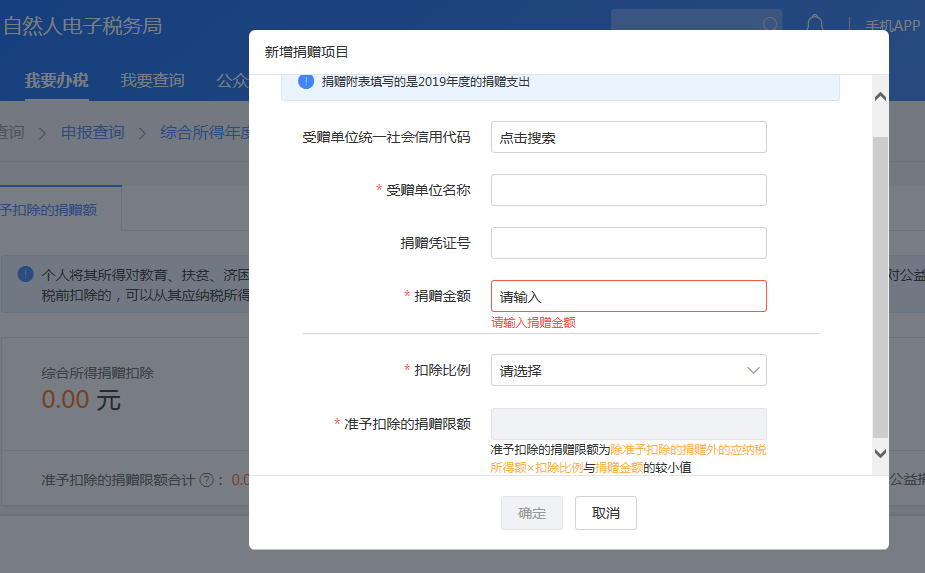 自然人电子税务局
手机APP
我要办税
我要查询
公众
查询 > 申报查询 > 综合所得年度
予扣除的捐赠额
个人将其所得对教育、扶贫、济困
对公益
税前扣除的，可以从其应纳税所得
综合所得捐赠扣除
0.00 元
准予扣除的捐赠限额合计 ? ： 0.0
公益捐
新增捐赠项目
捐赠附表填写的是2019年度的捐赠支出
受赠单位统一社会信用代码 点击搜索
* 受赠单位名称
捐赠凭证号
* 捐赠金额 请输入
请输入捐赠金额
* 扣除比例 请选择
* 准予扣除的捐赠限额
准予扣除的捐赠限额为除准予扣除的捐赠外的应纳税
所得额×扣除比例与捐赠金额的较小值
确定 取消